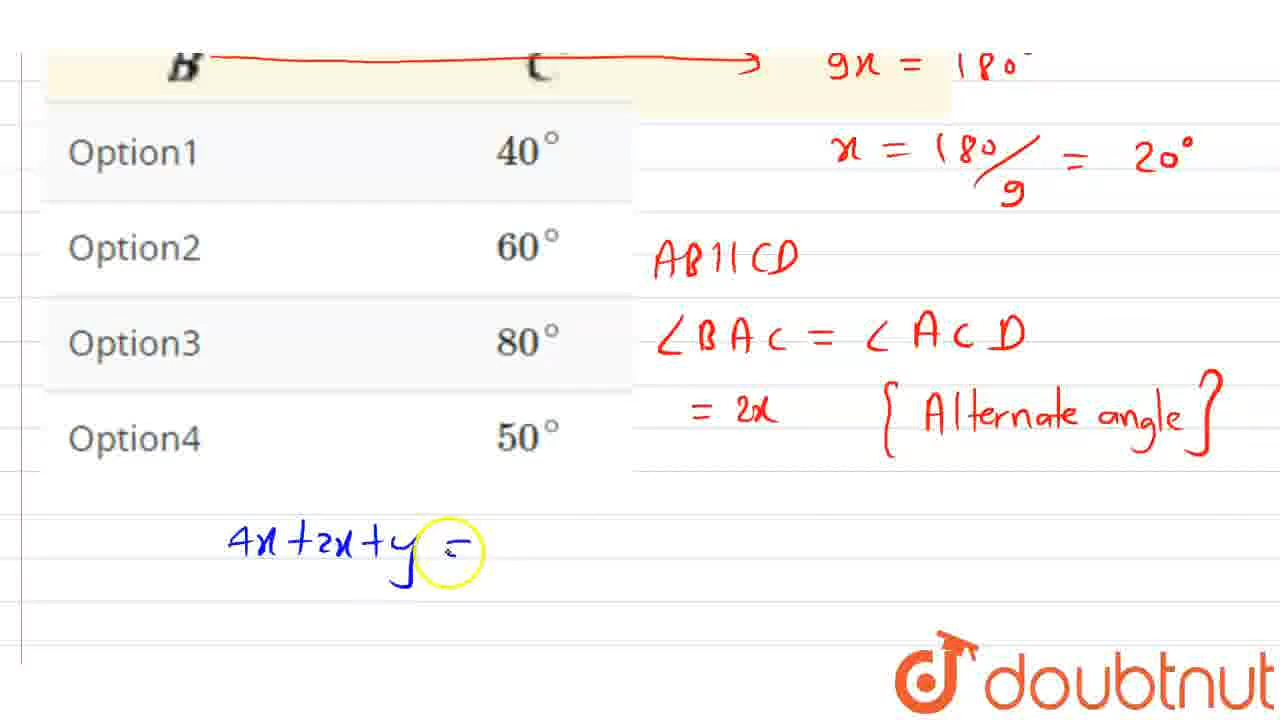 B C 9x = 180°
Option1 40°
x = 180/9 = 20°
Option2 60°
AB || CD
Option3 80°
∠BAC = ∠ACD
= 2x { Alternate angle }
Option4 50°
4x + 2x + y =
doubtnut